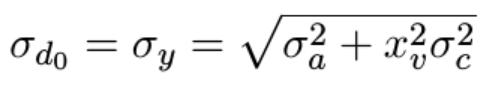 σ_{d_0} = σ_y = √(σ_a^2 + x_v^2 σ_c^2)